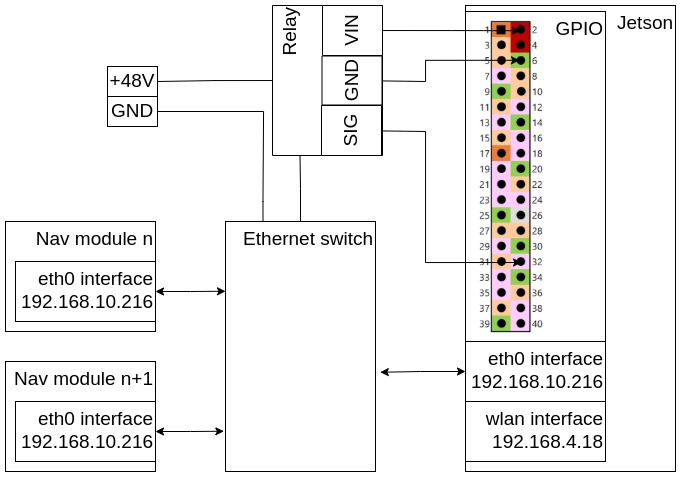 Relay
VIN
GND
SIG
+48V
GND
GPIO
Jetson
1 2
3 4
5 6
7 8
9 10
11 12
13 14
15 16
17 18
19 20
21 22
23 24
25 26
27 28
29 30
31 32
33 34
35 36
37 38
39 40
Nav module n
eth0 interface
192.168.10.216
Ethernet switch
Nav module n+1
eth0 interface
192.168.10.216
eth0 interface
192.168.10.216
wlan interface
192.168.4.18